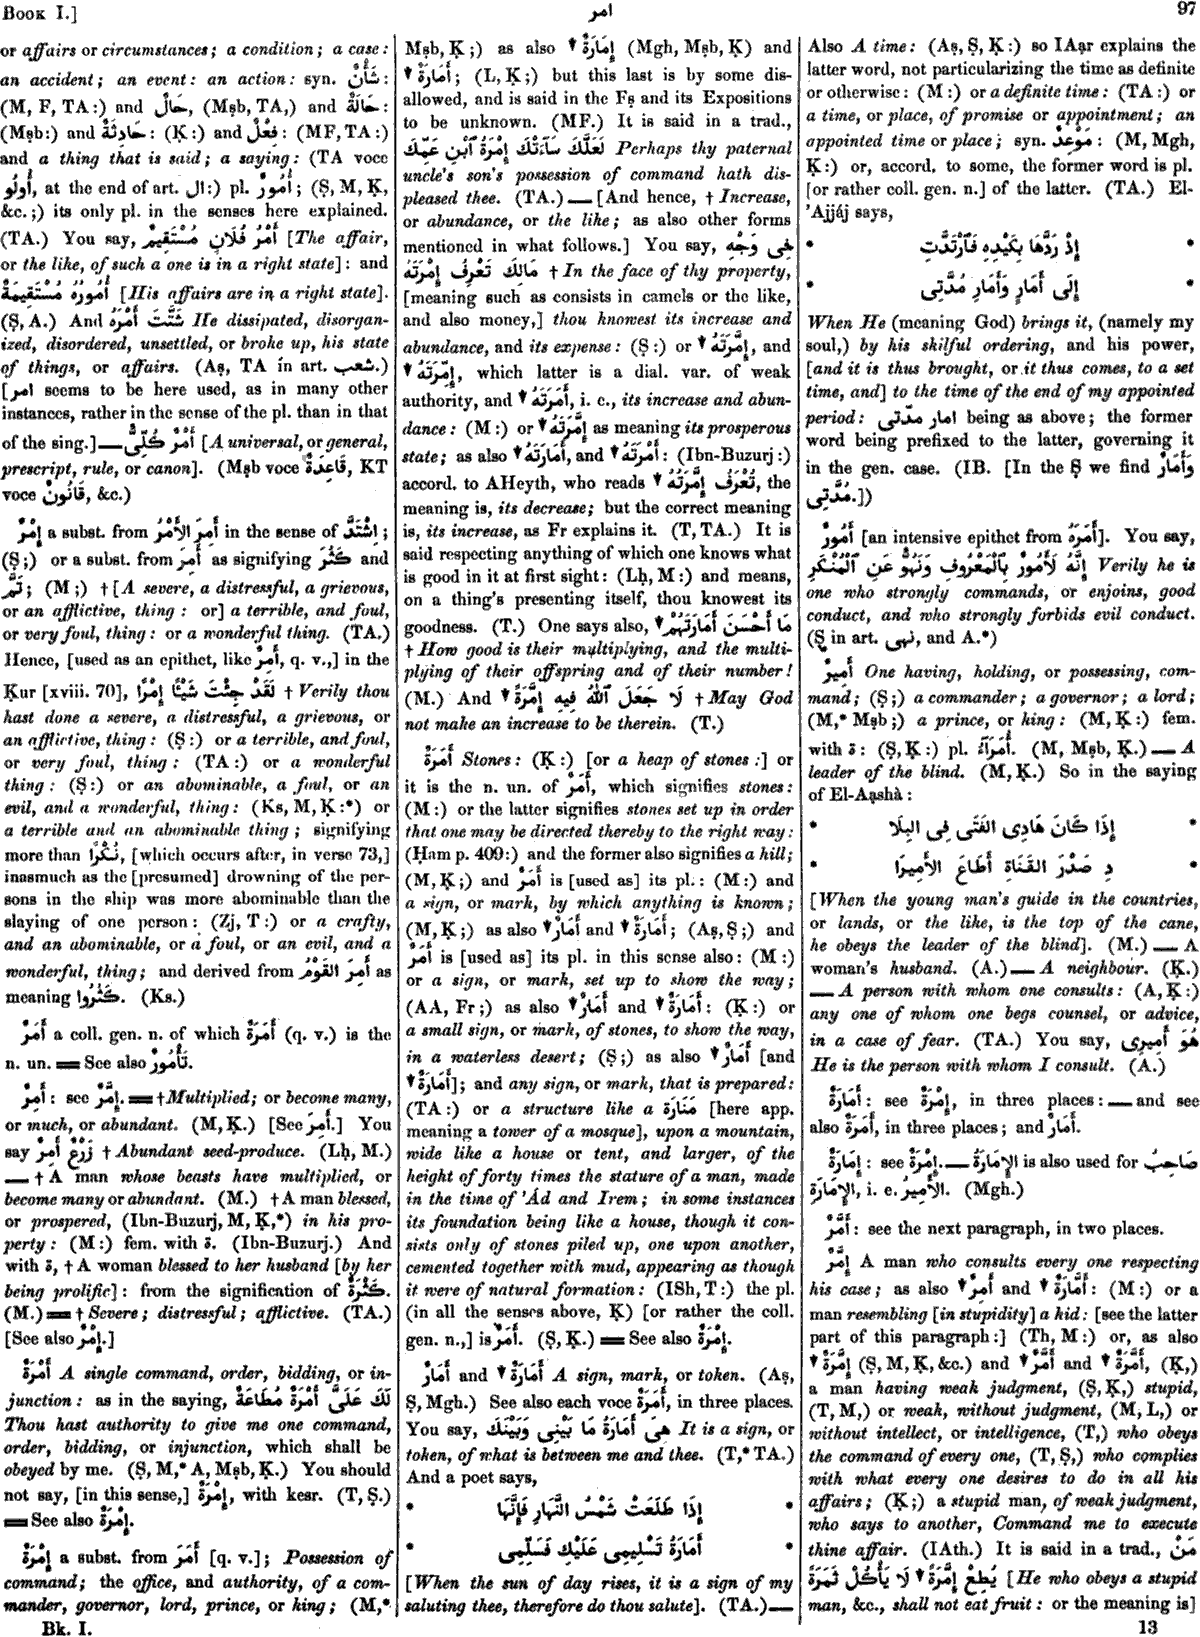 BOOK I.]
امر
97
or affairs or circumstances; a condition; a case:
an accident; an event: an action: syn. شَأْنٌ:
(M, F, TA:) and حَالٌ, (Mṣb, TA,) and حَالَةٌ:
(Mṣb:) and حَادِثَةٌ: (Ḳ:) and فِعْلٌ: (MF, TA:)
and a thing that is said; a saying: (TA voce
أُولُو, at the end of art. ال:) pl. أُمُورٌ; (Ṣ, M, Ḳ,
&c.;) its only pl. in the senses here explained.
(TA.) You say, أَمْرُ فُلَانٍ مُسْتَقِيمٌ [The affair,
or the like, of such a one is in a right state]: and
أُمُورُهُ مُسْتَقِيمَةٌ [His affairs are in a right state].
(Ṣ, A.) And شَتَّتَ أَمْرَهُ He dissipated, disorgan-
ized, disordered, unsettled, or broke up, his state
of things, or affairs. (Aṣ, TA in art. شعب.)
[امر seems to be here used, as in many other
instances, rather in the sense of the pl. than in that
of the sing.] — أَمْرٌ كُلِّىٌّ [A universal, or general,
prescript, rule, or canon]. (Mṣb voce قَاعِدَةٌ, KT
voce قَانُونٌ, &c.)
إِمْرٌ a subst. from أَمِرَ الأَمْرُ in the sense of اِشْتَدَّ;
(Ṣ;) or a subst. from أَمِرَ as signifying كَثُرَ and
تَمَّ; (M;) † [A severe, a distressful, a grievous,
or an afflictive, thing: or] a terrible, and foul,
or very foul, thing: or a wonderful thing. (TA.)
Hence, [used as an epithet, like أَمِرٌ, q. v.,] in the
Ḳur [xviii. 70], لَقَدْ جِئْتَ شَيْئًا إِمْرًا † Verily thou
hast done a severe, a distressful, a grievous, or
an afflictive, thing: (Ṣ:) or a terrible, and foul,
or very foul, thing: (TA:) or a wonderful
thing: (Ṣ:) or an abominable, a foul, or an
evil, and a wonderful, thing: (Ks, M, Ḳ:*) or
a terrible and an abominable thing; signifying
more than نُكْرًا, [which occurs after, in verse 73,]
inasmuch as the [presumed] drowning of the per-
sons in the ship was more abominable than the
slaying of one person: (Zj, T:) or a crafty,
and an abominable, or a foul, or an evil, and a
wonderful, thing; and derived from أَمِرَ القَوْمُ as
meaning كَثُرُوا. (Ks.)
أَمَرٌ a coll. gen. n. of which أَمَرَةٌ (q. v.) is the
n. un. ═ See also تَأْمُورٌ.
أَمِرٌ: see إِمَّرٌ. ═ † Multiplied; or become many,
or much, or abundant. (M, Ḳ.) [See أَمِرَ.] You
say زَرْعٌ أَمِرٌ † Abundant seed-produce. (Lḥ, M.)
— † A man whose beasts have multiplied, or
become many or abundant. (M.) † A man blessed,
or prospered, (Ibn-Buzurj, M, Ḳ,*) in his pro-
perty: (M:) fem. with ة. (Ibn-Buzurj.) And
with ة, † A woman blessed to her husband [by her
being prolific]: from the signification of كَثْرَةٌ.
(M.) ═ † Severe; distressful; afflictive. (TA.)
[See also إِمْرٌ.]
أَمْرَةٌ A single command, order, bidding, or in-
junction: as in the saying, لَكَ عَلَىَّ أَمْرَةٌ مُطَاعَةٌ
Thou hast authority to give me one command,
order, bidding, or injunction, which shall be
obeyed by me. (Ṣ, M,* A, Mṣb, Ḳ.) You should
not say, [in this sense,] إِمْرَةٌ, with kesr. (T, Ṣ.)
═ See also إِمْرَةٌ.
إِمْرَةٌ a subst. from أَمَرَ [q. v.]; Possession of
command; the office, and authority, of a com-
mander, governor, lord, prince, or king; (M,*
Mṣb, Ḳ;) as also ▾ إِمَارَةٌ (Mgh, Mṣb, Ḳ) and
▾ أَمَارَةٌ; (L, Ḳ;) but this last is by some dis-
allowed, and is said in the Fṣ and its Expositions
to be unknown. (MF.) It is said in a trad.,
لَعَلَّكَ سَآءَتْكَ إِمْرَةُ ٱبْنِ عَمِّكَ Perhaps thy paternal
uncle's son's possession of command hath dis-
pleased thee. (TA.) — [And hence, † Increase,
or abundance, or the like; as also other forms
mentioned in what follows.] You say, فِى وَجْهِ
مَالِكَ تَعْرِفُ إِمْرَتَهُ † In the face of thy property,
[meaning such as consists in camels or the like,
and also money,] thou knowest its increase and
abundance, and its expense: (Ṣ:) or ▾ إِمَّرَتَهُ, and
▾ أَمْرَتَهُ, which latter is a dial. var. of weak
authority, and ▾ أَمَرَتَهُ, i. e., its increase and abun-
dance: (M:) or ▾ إِمَّرَتَهُ as meaning its prosperous
state; as also ▾ أَمَارَتَهُ, and ▾ أَمْرَتَهُ: (Ibn-Buzurj:)
accord. to AHeyth, who reads ▾ تَعْرِفُ إِمَّرَتَهُ, the
meaning is, its decrease; but the correct meaning
is, its increase, as Fr explains it. (T, TA.) It is
said respecting anything of which one knows what
is good in it at first sight: (Lḥ, M:) and means,
on a thing's presenting itself, thou knowest its
goodness. (T.) One says also, ▾ مَا أَحْسَنَ أَمَارَتَهُمْ
† How good is their multiplying, and the multi-
plying of their offspring and of their number!
(M.) And ▾ لَا جَعَلَ ٱللّٰهُ فِيهِ إِمَّرَةً † May God
not make an increase to be therein. (T.)
أَمَرَةٌ Stones: (Ḳ:) [or a heap of stones:] or
it is the n. un. of أَمَرٌ, which signifies stones:
(M:) or the latter signifies stones set up in order
that one may be directed thereby to the right way:
(Ḥam p. 409:) and the former also signifies a hill;
(M, Ḳ;) and أَمَرٌ is [used as] its pl.: (M:) and
a sign, or mark, by which anything is known;
(M, Ḳ;) as also ▾ أَمَارٌ and ▾ أَمَارَةٌ; (Aṣ, Ṣ;) and
أَمَرٌ is [used as] its pl. in this sense also: (M:)
or a sign, or mark, set up to show the way;
(AA, Fr;) as also ▾ أَمَارٌ and ▾ أَمَارَةٌ: (Ḳ:) or
a small sign, or mark, of stones, to show the way,
in a waterless desert; (Ṣ;) as also ▾ أَمَارٌ [and
▾ أَمَارَةٌ]; and any sign, or mark, that is prepared:
(TA:) or a structure like a مَنَارَة [here app.
meaning a tower of a mosque], upon a mountain,
wide like a house or tent, and larger, of the
height of forty times the stature of a man, made
in the time of 'Ád and Irem; in some instances
its foundation being like a house, though it con-
sists only of stones piled up, one upon another,
cemented together with mud, appearing as though
it were of natural formation: (ISh, T:) the pl.
(in all the senses above, Ḳ) [or rather the coll.
gen. n.,] is أَمَرٌ. (Ṣ, Ḳ.) ═ See also إِمْرَةٌ.
أَمَارٌ and ▾ أَمَارَةٌ A sign, mark, or token. (Aṣ,
Ṣ, Mgh.) See also each voce أَمَرَةٌ, in three places.
You say, هِىَ أَمَارَةُ مَا بَيْنِى وَبَيْنَكَ It is a sign, or
token, of what is between me and thee. (T,* TA.)
And a poet says,
* إِذَا طَلَعَتْ شَمْسُ النَّهَارِ فَإِنَّهَا *
* أَمَارَةُ تَسْلِيمِى عَلَيْكِ فَسَلِّمِى *
[When the sun of day rises, it is a sign of my
saluting thee, therefore do thou salute]. (TA.) —
Also A time: (Aṣ, Ṣ, Ḳ:) so IAạr explains the
latter word, not particularizing the time as definite
or otherwise: (M:) or a definite time: (TA:) or
a time, or place, of promise or appointment; an
appointed time or place; syn. مَوْعِدٌ: (M, Mgh,
Ḳ:) or, accord. to some, the former word is pl.
[or rather coll. gen. n.] of the latter. (TA.) El-
'Ajjáj says,
* إِذْ رَدَّهَا بِكَيْدِهِ فَٱرْتَدَّتِ *
* إِلَى أَمَارٍ وَأَمَارِ مُدَّتِى *
When He (meaning God) brings it, (namely my
soul,) by his skilful ordering, and his power,
[and it is thus brought, or it thus comes, to a set
time, and] to the time of the end of my appointed
period: امار مدّتى being as above; the former
word being prefixed to the latter, governing it
in the gen. case. (IB. [In the Ṣ we find وَأَمَارٌ
مُدَّتِى.])
أَمُورٌ [an intensive epithet from أَمَرَهُ]. You say,
إِنَّهُ لَأَمُورٌ بِٱلْمَعْرُوفِ وَنَهُوٌّ عَنِ ٱلْمُنْكَرِ Verily he is
one who strongly commands, or enjoins, good
conduct, and who strongly forbids evil conduct.
(Ṣ in art. نهى, and A.*)
أَمِيرٌ One having, holding, or possessing, com-
mand; (Ṣ;) a commander; a governor; a lord;
(M,* Mṣb;) a prince, or king: (M, Ḳ:) fem.
with ة: (Ṣ, Ḳ:) pl. أُمَرَآءُ. (M, Mṣb, Ḳ.) — A
leader of the blind. (M, Ḳ.) So in the saying
of El-Aạshà:
* إِذَا كَانَ هَادِى الفَتَى فِى البِلَا *
* دِ صَدْرَ القَنَاةِ أَطَاعَ الأَمِيرَا *
[When the young man's guide in the countries,
or lands, or the like, is the top of the cane,
he obeys the leader of the blind]. (M.) — A
woman's husband. (A.) — A neighbour. (Ḳ.)
— A person with whom one consults: (A, Ḳ:)
any one of whom one begs counsel, or advice,
in a case of fear. (TA.) You say, هُوَ أَمِيرِى
He is the person with whom I consult. (A.)
أَمَارَةٌ: see إِمْرَةٌ, in three places: — and see
also أَمَرَةٌ, in three places; and أَمَارٌ.
إِمَارَةٌ: see إِمْرَةٌ. — الإِمَارَةُ is also used for صَاحِبُ
الإِمَارَةِ, i. e. الأَمِيرُ. (Mgh.)
أَمَّرٌ: see the next paragraph, in two places.
إِمَّرٌ A man who consults every one respecting
his case; as also ▾ أَمِرٌ and ▾ أَمَّارَةٌ: (M:) or a
man resembling [in stupidity] a kid: [see the latter
part of this paragraph:] (Th, M:) or, as also
▾ إِمَّرَةٌ (Ṣ, M, Ḳ, &c.) and ▾ أَمَّرٌ and ▾ أَمَّرَةٌ, (Ḳ,)
a man having weak judgment, (Ṣ, Ḳ,) stupid,
(T, M,) or weak, without judgment, (M, L,) or
without intellect, or intelligence, (T,) who obeys
the command of every one, (T, Ṣ,) who complies
with what every one desires to do in all his
affairs; (Ḳ;) a stupid man, of weak judgment,
who says to another, Command me to execute
thine affair. (IAth.) It is said in a trad., مَنْ
يُطِعْ إِمَّرَةً ▾ لَا يَأْكُلْ ثَمَرَةً [He who obeys a stupid
man, &c., shall not eat fruit: or the meaning is]
Bk. I.
13